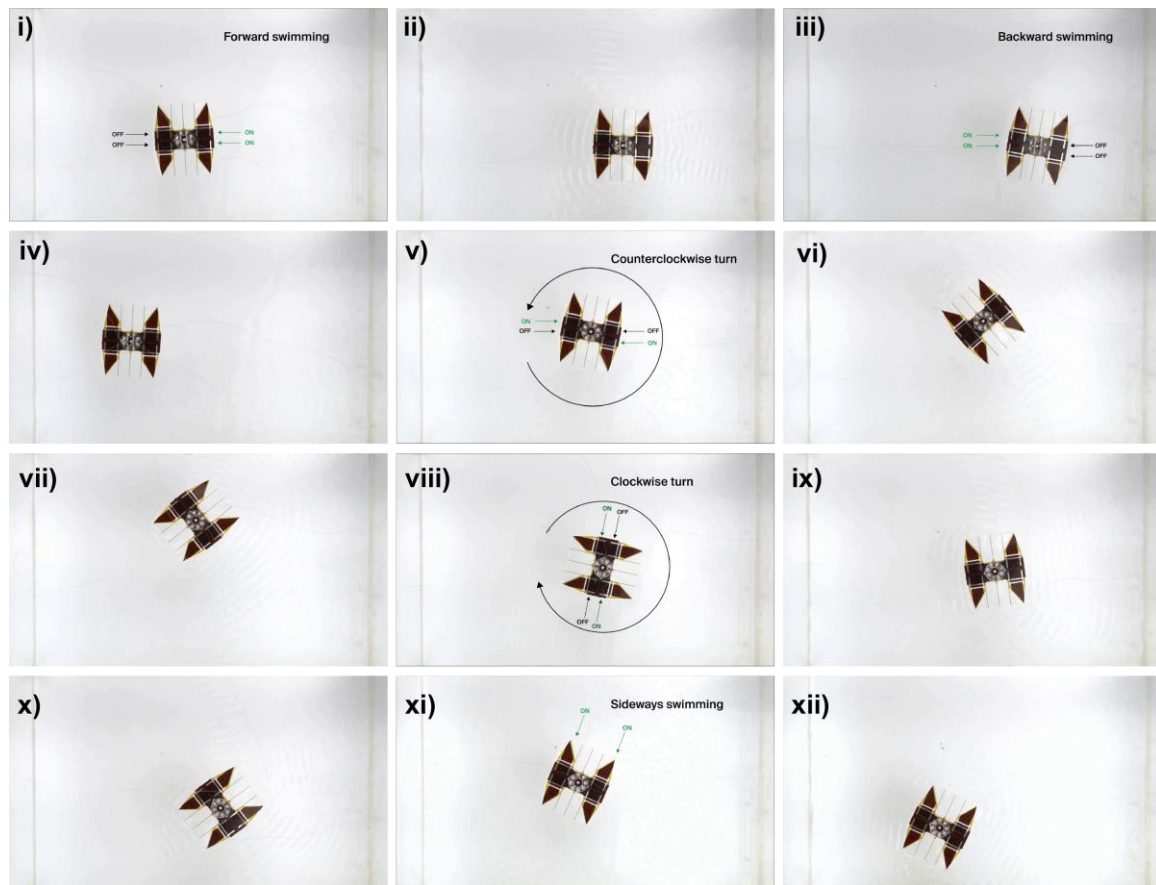 i)
Forward swimming
OFF
OFF
ON
ON
ii)
iii)
Backward swimming
ON
ON
OFF
OFF
iv)
v)
Counterclockwise turn
ON
OFF
OFF
ON
vi)
vii)
viii)
Clockwise turn
ON
OFF
OFF
ON
ix)
x)
xi)
Sideways swimming
ON
ON
xii)